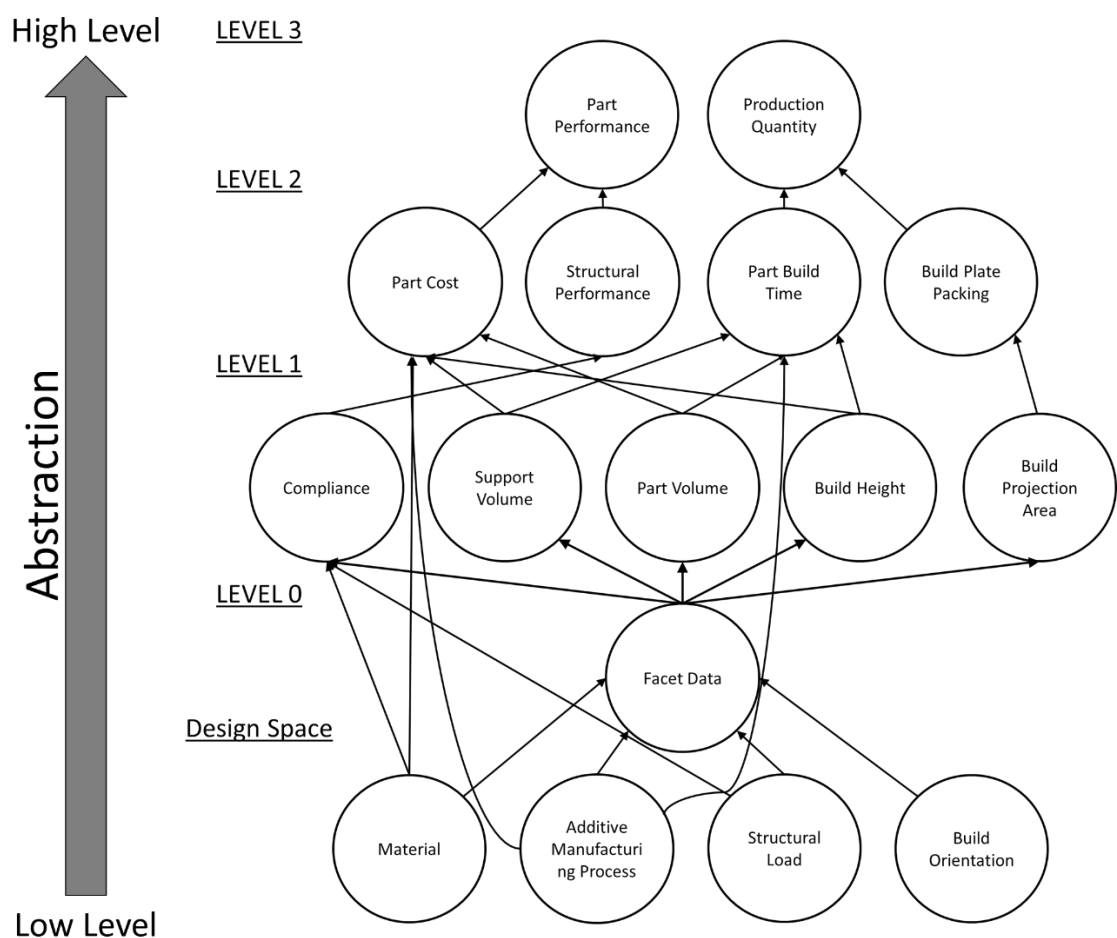 High Level
LEVEL 3
Part
Performance
Production
Quantity
LEVEL 2
Part Cost
Structural
Performance
Part Build
Time
Build Plate
Packing
LEVEL 1
Abstraction
Compliance
Support
Volume
Part Volume
Build Height
Build
Projection
Area
LEVEL 0
Facet Data
Design Space
Material
Additive
Manufacturi
ng Process
Structural
Load
Build
Orientation
Low Level